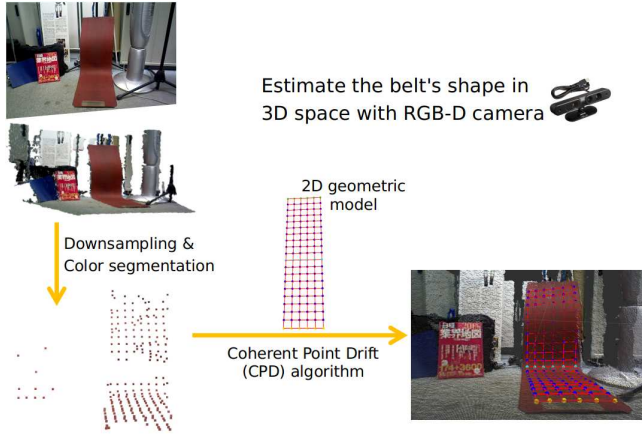 Estimate the belt's shape in
3D space with RGB-D camera
2D geometric
model
Downsampling &
Color segmentation
Coherent Point Drift
(CPD) algorithm